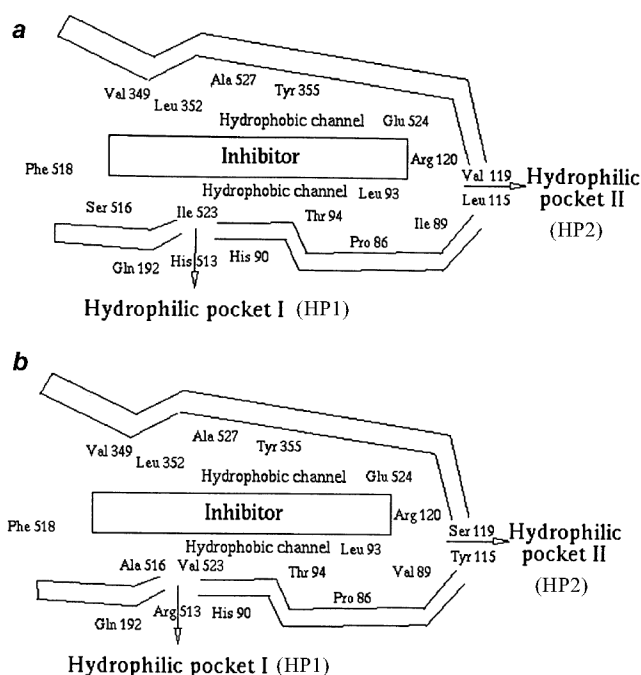 a
Ala 527
Tyr 355
Val 349
Leu 352
Hydrophobic channel
Glu 524
Inhibitor
Arg 120
Phe 518
Val 119
Hydrophilic pocket II
(HP2)
Hydrophobic channel
Leu 93
Leu 115
Ser 516
Ile 523
Thr 94
Ile 89
Pro 86
Gln 192
His 513
His 90
Hydrophilic pocket I (HP1)
b
Ala 527
Tyr 355
Val 349
Leu 352
Hydrophobic channel
Glu 524
Inhibitor
Arg 120
Phe 518
Ser 119
Hydrophilic pocket II
(HP2)
Hydrophobic channel
Leu 93
Tyr 115
Ala 516
Val 523
Thr 94
Val 89
Pro 86
Gln 192
Arg 513
His 90
Hydrophilic pocket I (HP1)